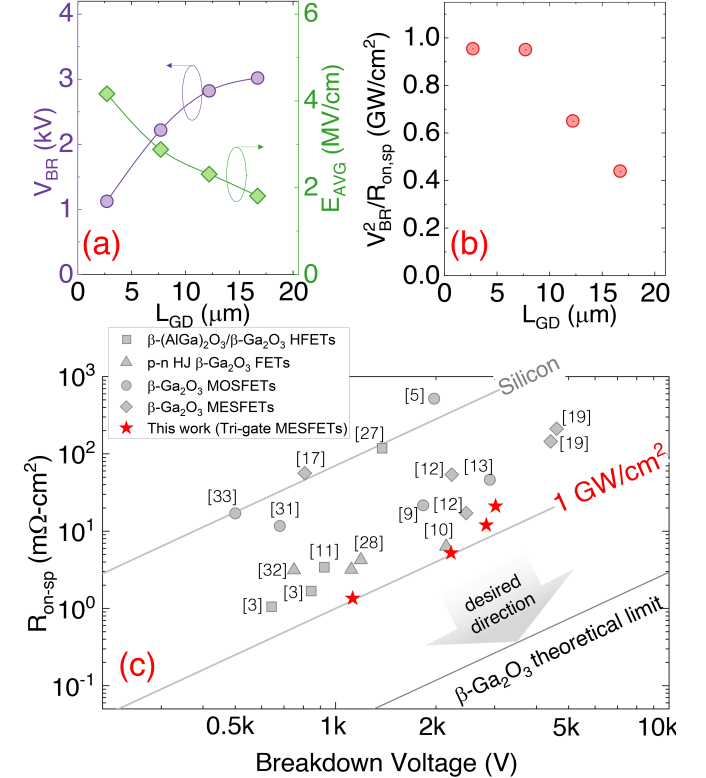 4
3
2
1
0
V_BR (kV)
6
4
2
0
E_AVG (MV/cm)
(a)
0 5 10 15 20
L_GD (μm)
1.0
0.8
0.6
0.4
0.2
0.0
V²_BR/R_on,sp (GW/cm²)
(b)
0 5 10 15 20
L_GD (μm)
β-(AlGa)₂O₃/β-Ga₂O₃ HFETs
p-n HJ β-Ga₂O₃ FETs
β-Ga₂O₃ MOSFETs
β-Ga₂O₃ MESFETs
This work (Tri-gate MESFETs)
10³
10²
10¹
10⁰
10⁻¹
R_on-sp (mΩ-cm²)
Silicon
[5]
[19]
[27]
[19]
[17]
[12] [13]
[33]
[31]
[9] [12]
1 GW/cm²
[10]
[11] [28]
[32]
[3] [3]
desired
direction
β-Ga₂O₃ theoretical limit
(c)
0.5k 1k 2k 5k 10k
Breakdown Voltage (V)